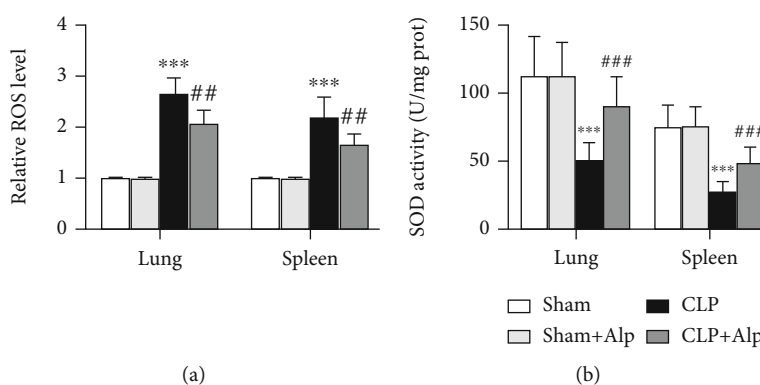 Relative ROS level
4
3
2
1
0
***
##
***
##
Lung
Spleen
(a)
SOD activity (U/mg prot)
150
100
50
0
***
###
***
###
Lung
Spleen
Sham
CLP
Sham+Alp
CLP+Alp
(b)